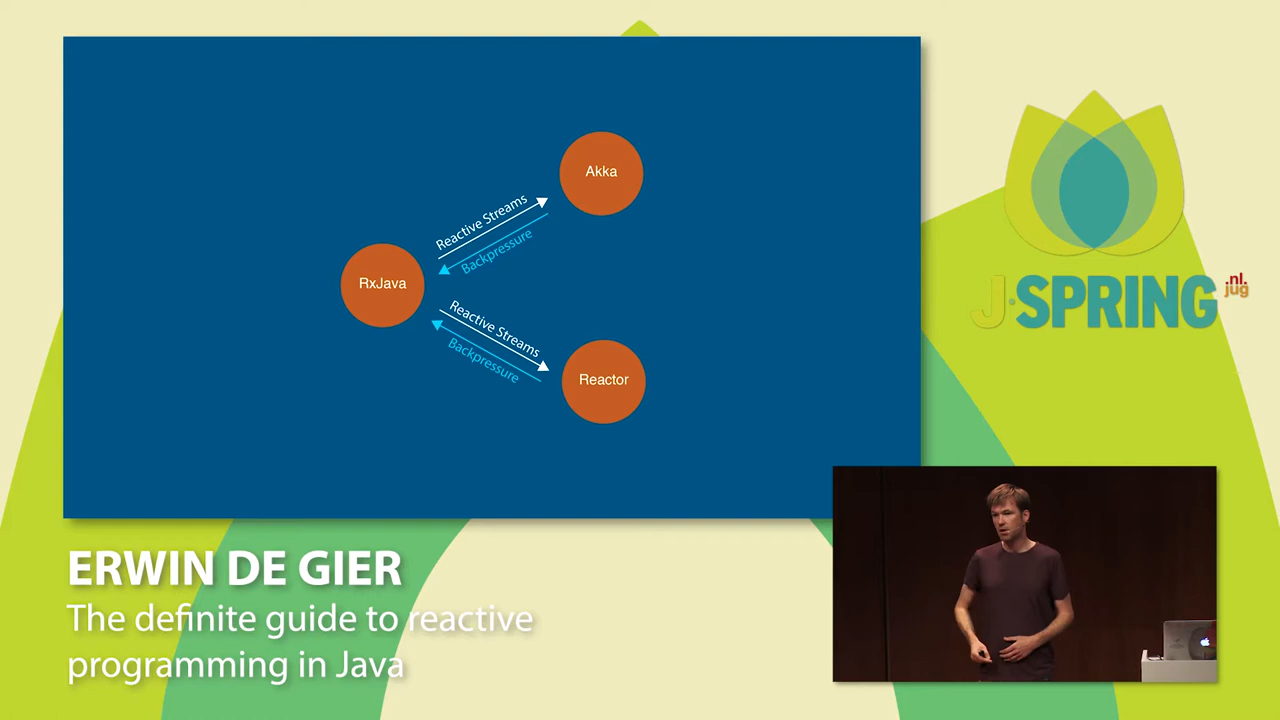 Akka
Reactive Streams
Backpressure
RxJava
Reactive Streams
Backpressure
Reactor
J·SPRING
.nl.
jug
ERWIN DE GIER
The definite guide to reactive
programming in Java